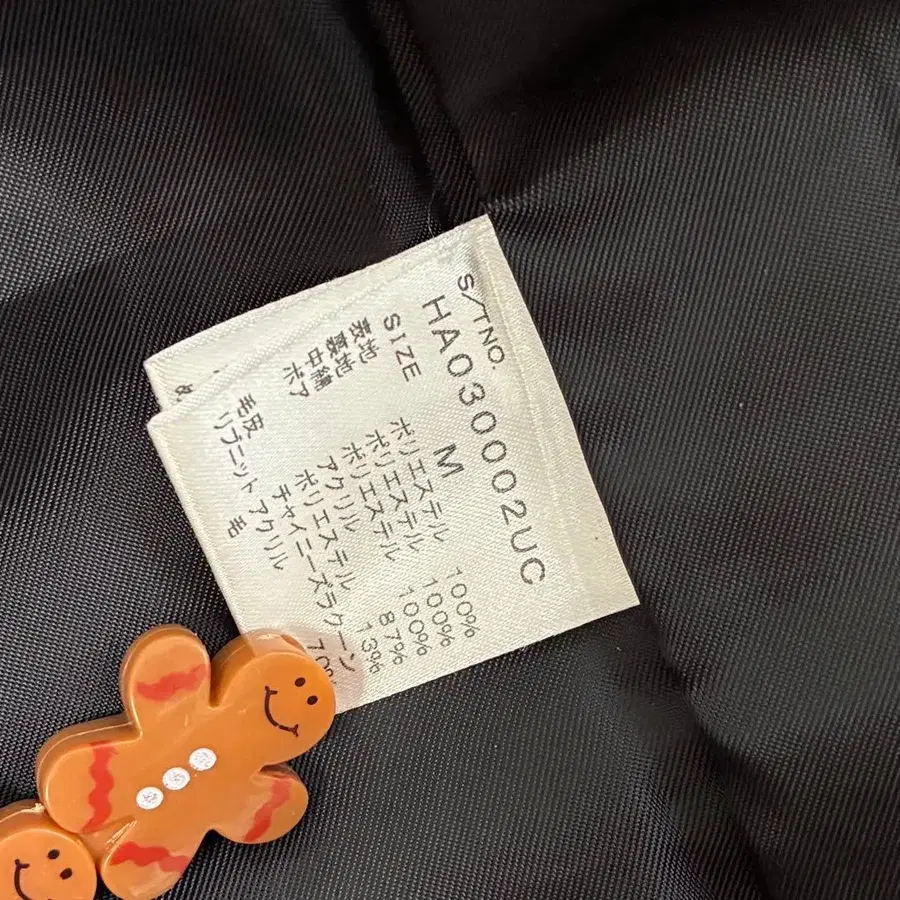 S/TNO.
HA030002UC
SIZE M
表地 ポリエステル 100%
裏地 ポリエステル 100%
中綿 ポリエステル 100%
ボア アクリル 87%
ポリエステル 13%
毛皮 チャイニーズラクーン
リブニット アクリル 70%
毛